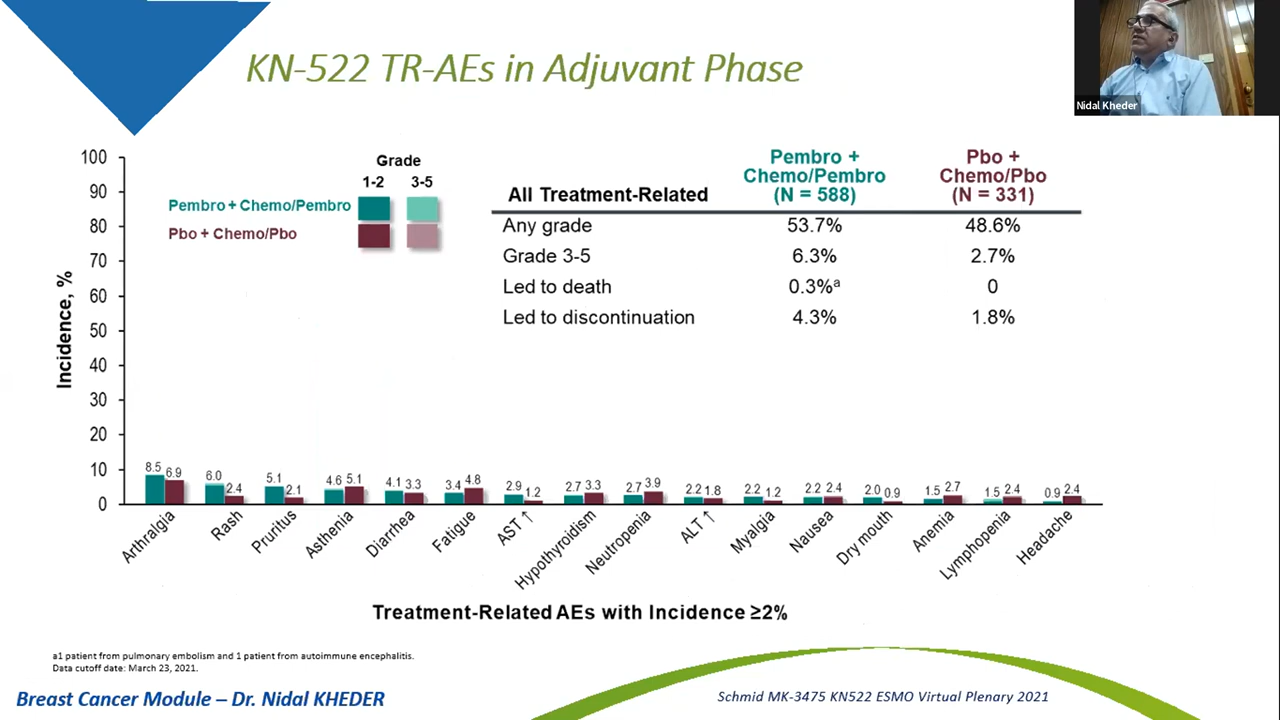 KN-522 TR-AEs in Adjuvant Phase
Nidal Kheder
Grade
1-2 3-5
Pembro + Chemo/Pembro
Pbo + Chemo/Pbo
All Treatment-Related
Pembro +
Chemo/Pembro
(N = 588)
Pbo +
Chemo/Pbo
(N = 331)
Any grade 53.7% 48.6%
Grade 3-5 6.3% 2.7%
Led to death 0.3%ᵃ 0
Led to discontinuation 4.3% 1.8%
Incidence, %
100
90
80
70
60
50
40
30
20
10
0
8.5 6.9 6.0 2.4 5.1 2.1 4.6 5.1 4.1 3.3 3.4 4.8 2.9 1.2 2.7 3.3 2.7 3.9 2.2 1.8 2.2 1.2 2.2 2.4 2.0 0.9 1.5 2.7 1.5 2.4 0.9 2.4
Arthralgia
Rash
Pruritus
Asthenia
Diarrhea
Fatigue
AST ↑
Hypothyroidism
Neutropenia
ALT ↑
Myalgia
Nausea
Dry mouth
Anemia
Lymphopenia
Headache
Treatment-Related AEs with Incidence ≥2%
a1 patient from pulmonary embolism and 1 patient from autoimmune encephalitis.
Data cutoff date: March 23, 2021.
Breast Cancer Module – Dr. Nidal KHEDER
Schmid MK-3475 KN522 ESMO Virtual Plenary 2021